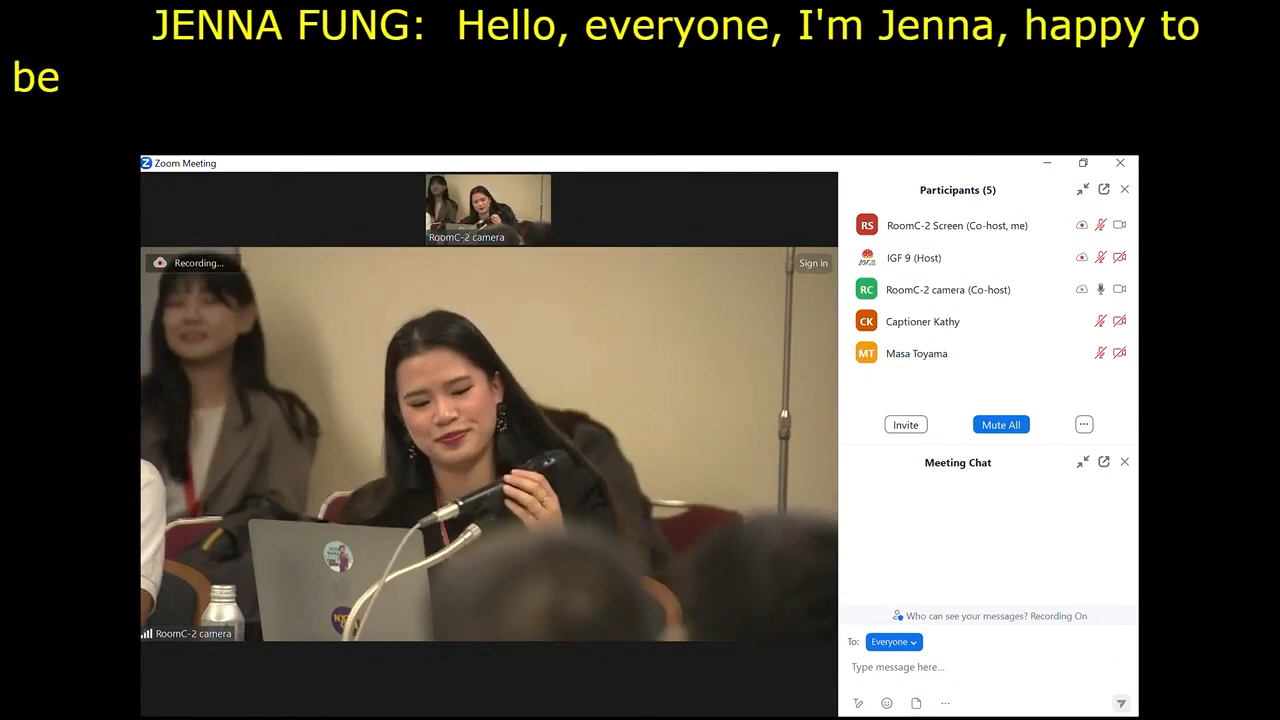 JENNA FUNG: Hello, everyone, I'm Jenna, happy to
be
Zoom Meeting
RoomC-2 camera
Recording...
Sign in
RoomC-2 camera
Participants (5)
RS RoomC-2 Screen (Co-host, me)
IGF 9 (Host)
RC RoomC-2 camera (Co-host)
CK Captioner Kathy
MT Masa Toyama
Invite Mute All
Meeting Chat
Who can see your messages? Recording On
To: Everyone
Type message here...